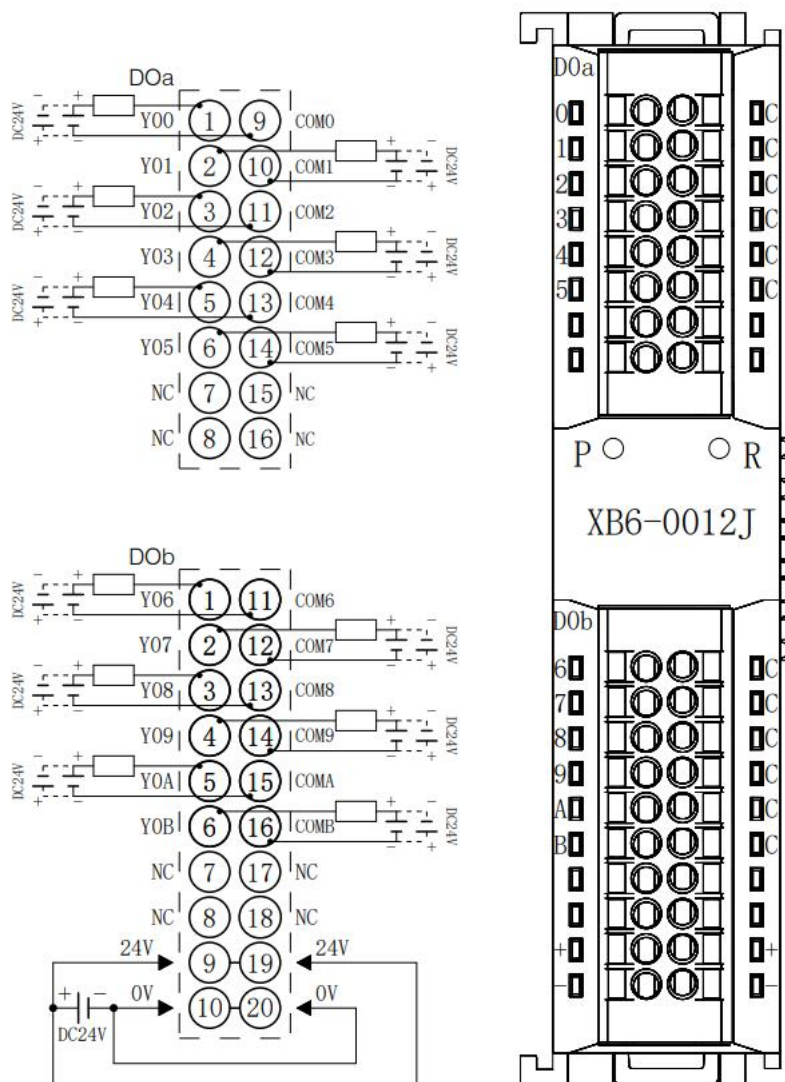 DOa
DC24V - + Y00 1 9 COM0
+ -
Y01 2 10 COM1 + - DC24V
- +
DC24V - + Y02 3 11 COM2
+ -
Y03 4 12 COM3 + - DC24V
- +
DC24V - + Y04 5 13 COM4
+ -
Y05 6 14 COM5 + - DC24V
- +
NC 7 15 NC
NC 8 16 NC
DOb
DC24V - + Y06 1 11 COM6
+ -
Y07 2 12 COM7 + - DC24V
- +
DC24V - + Y08 3 13 COM8
+ -
Y09 4 14 COM9 + - DC24V
- +
DC24V - + Y0A 5 15 COMA
+ -
Y0B 6 16 COMB + - DC24V
- +
NC 7 17 NC
NC 8 18 NC
24V 9 19 24V
+ - 0V 10 20 0V
DC24V
D0a
0 C
1 C
2 C
3 C
4 C
5 C
P R
XB6-0012J
D0b
6 C
7 C
8 C
9 C
A C
B C
+ +
- -